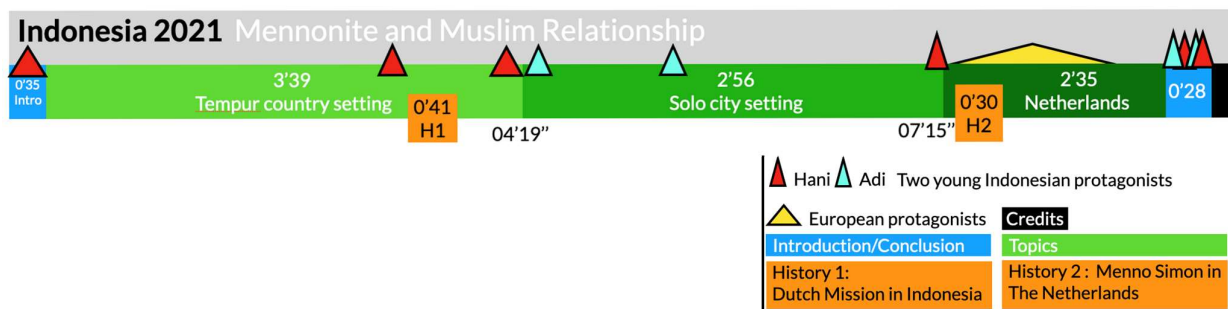 Indonesia 2021 Mennonite and Muslim Relationship
0'35
Intro
3'39
Tempur country setting
0'41
H1
04'19’’
2'56
Solo city setting
07'15’’
0'30
H2
2'35
Netherlands
0'28
Hani Adi Two young Indonesian protagonists
European protagonists
Credits
Introduction/Conclusion
Topics
History 1:
Dutch Mission in Indonesia
History 2 : Menno Simon in
The Netherlands